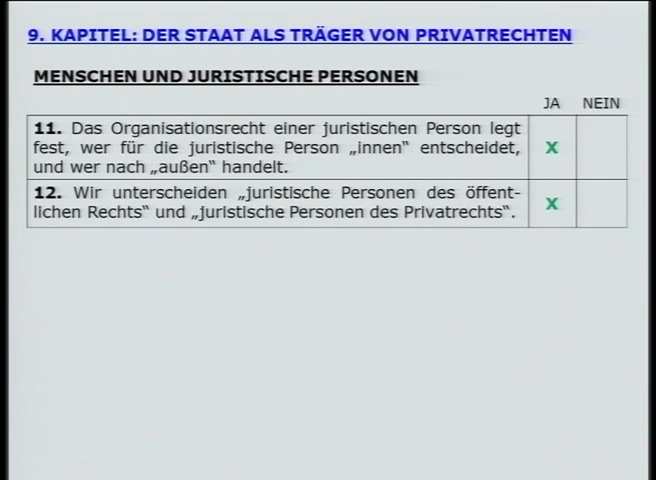 9. KAPITEL: DER STAAT ALS TRÄGER VON PRIVATRECHTEN
MENSCHEN UND JURISTISCHE PERSONEN
JA NEIN
11. Das Organisationsrecht einer juristischen Person legt
fest, wer für die juristische Person „innen“ entscheidet,
und wer nach „außen“ handelt.
X
12. Wir unterscheiden „juristische Personen des öffent-
lichen Rechts“ und „juristische Personen des Privatrechts“.
X